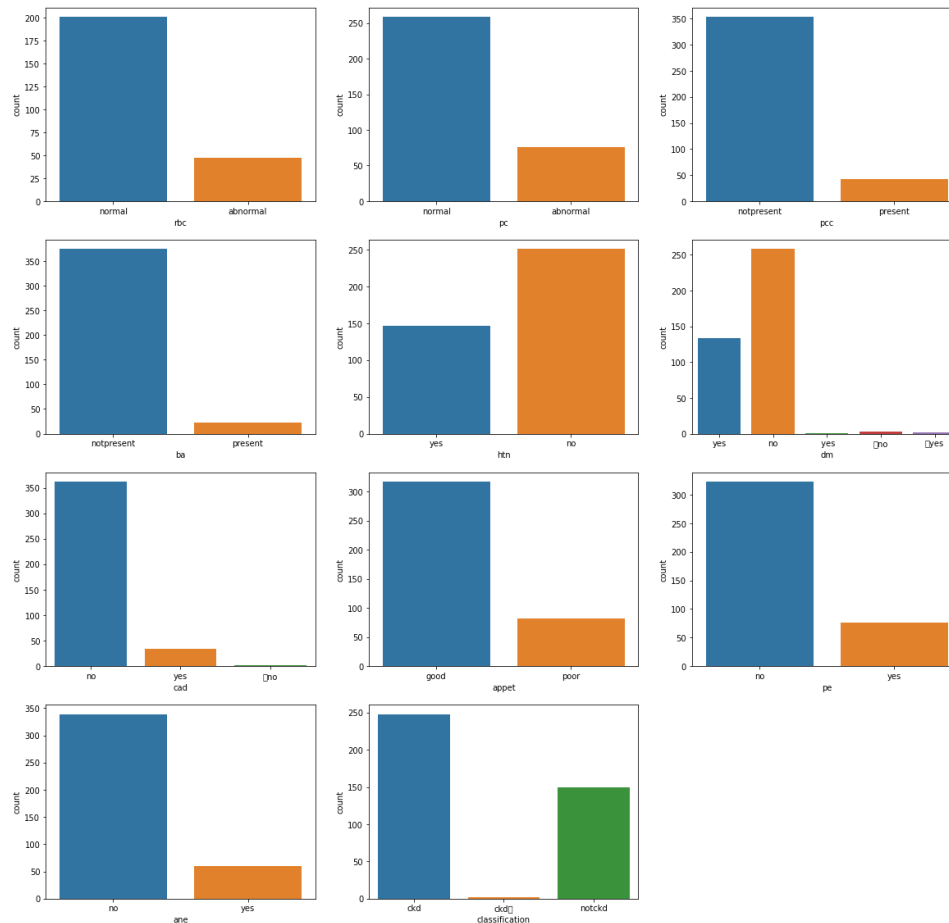 200
175
150
125
100
75
50
25
0
count
normal abnormal
rbc
250
200
150
100
50
0
count
normal abnormal
pc
350
300
250
200
150
100
50
0
count
notpresent present
pcc
350
300
250
200
150
100
50
0
count
notpresent present
ba
250
200
150
100
50
0
count
yes no
htn
250
200
150
100
50
0
count
yes no yes ▯no ▯yes
dm
350
300
250
200
150
100
50
0
count
no yes ▯no
cad
300
250
200
150
100
50
0
count
good poor
appet
300
250
200
150
100
50
0
count
no yes
pe
350
300
250
200
150
100
50
0
count
no yes
ane
250
200
150
100
50
0
count
ckd ckd▯ notckd
classification